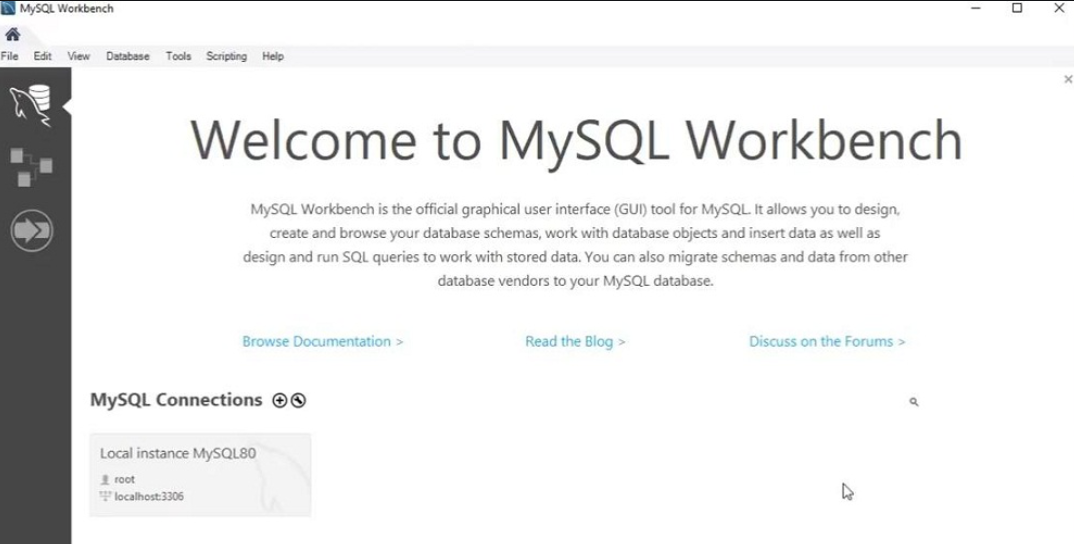 MySQL Workbench
File Edit View Database Tools Scripting Help
Welcome to MySQL Workbench
MySQL Workbench is the official graphical user interface (GUI) tool for MySQL. It allows you to design,
create and browse your database schemas, work with database objects and insert data as well as
design and run SQL queries to work with stored data. You can also migrate schemas and data from other
database vendors to your MySQL database.
Browse Documentation > Read the Blog > Discuss on the Forums >
MySQL Connections
Local instance MySQL80
root
localhost:3306